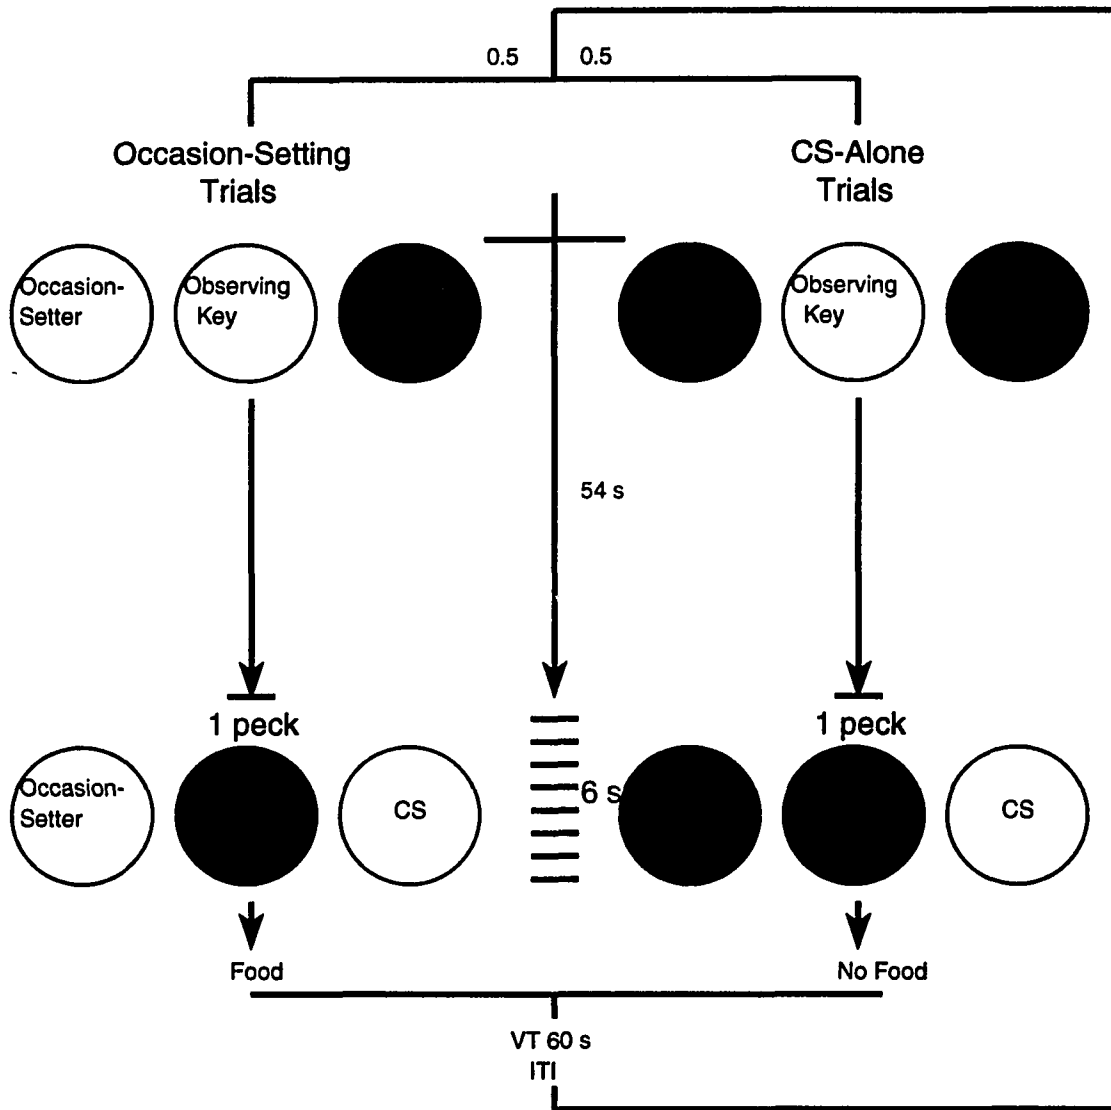 0.5 0.5
Occasion-Setting
Trials
CS-Alone
Trials
Occasion-
Setter
Observing
Key
Observing
Key
54 s
1 peck
1 peck
Occasion-
Setter
CS
6 s
CS
Food
No Food
VT 60 s
ITI